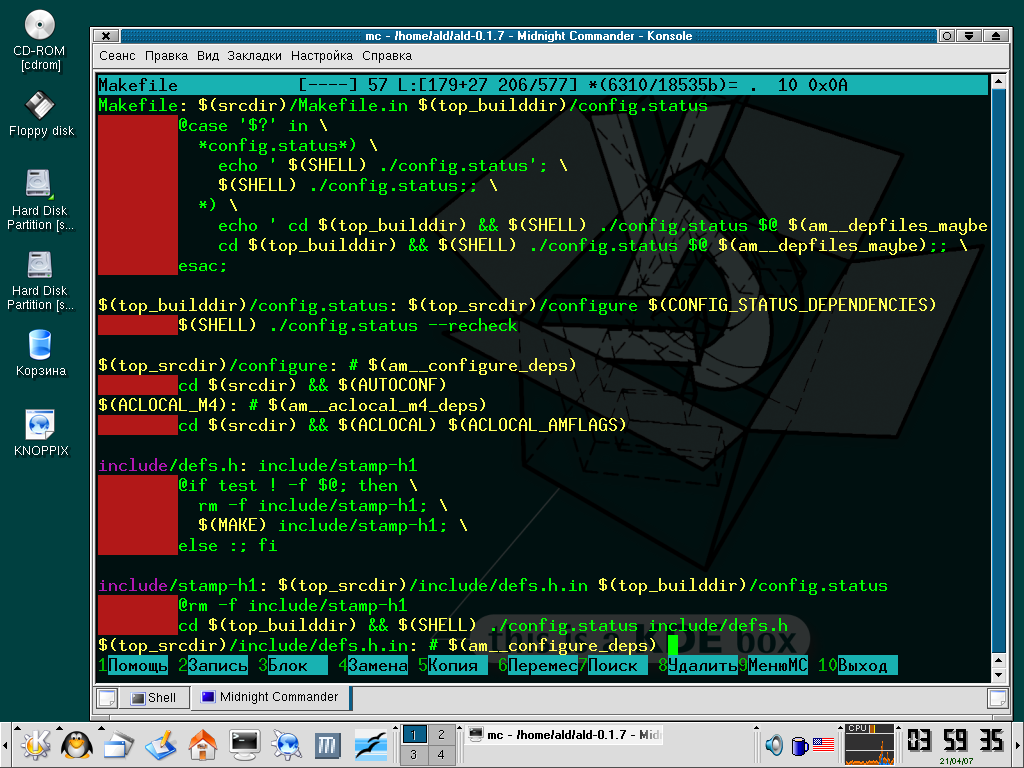 CD-ROM
[cdrom]
Floppy disk
Hard Disk
Partition [s...
Hard Disk
Partition [s...
Корзина
KNOPPIX
mc - /home/ald/ald-0.1.7 - Midnight Commander - Konsole
Сеанс Правка Вид Закладки Настройка Справка
Makefile [----] 57 L:[179+27 206/577] *(6310/18535b)= . 10 0x0A
Makefile: $(srcdir)/Makefile.in $(top_builddir)/config.status
@case '$?' in \
*config.status*) \
echo ' $(SHELL) ./config.status'; \
$(SHELL) ./config.status;; \
*) \
echo ' cd $(top_builddir) && $(SHELL) ./config.status $@ $(am__depfiles_maybe
cd $(top_builddir) && $(SHELL) ./config.status $@ $(am__depfiles_maybe);; \
esac;
$(top_builddir)/config.status: $(top_srcdir)/configure $(CONFIG_STATUS_DEPENDENCIES)
$(SHELL) ./config.status --recheck
$(top_srcdir)/configure: # $(am__configure_deps)
cd $(srcdir) && $(AUTOCONF)
$(ACLOCAL_M4): # $(am__aclocal_m4_deps)
cd $(srcdir) && $(ACLOCAL) $(ACLOCAL_AMFLAGS)
include/defs.h: include/stamp-h1
@if test ! -f $@; then \
rm -f include/stamp-h1; \
$(MAKE) include/stamp-h1; \
else :; fi
include/stamp-h1: $(top_srcdir)/include/defs.h.in $(top_builddir)/config.status
@rm -f include/stamp-h1
cd $(top_builddir) && $(SHELL) ./config.status include/defs.h
$(top_srcdir)/include/defs.h.in: # $(am__configure_deps)
this is a KDE box
1Помощь 2Запись 3Блок 4Замена 5Копия 6Перемес7Поиск 8Удалить9МенюMC 10Выход
Shell Midnight Commander
1 2
3 4
mc - /home/ald/ald-0.1.7 - Mid
CPU
03 59 35
21/04/07